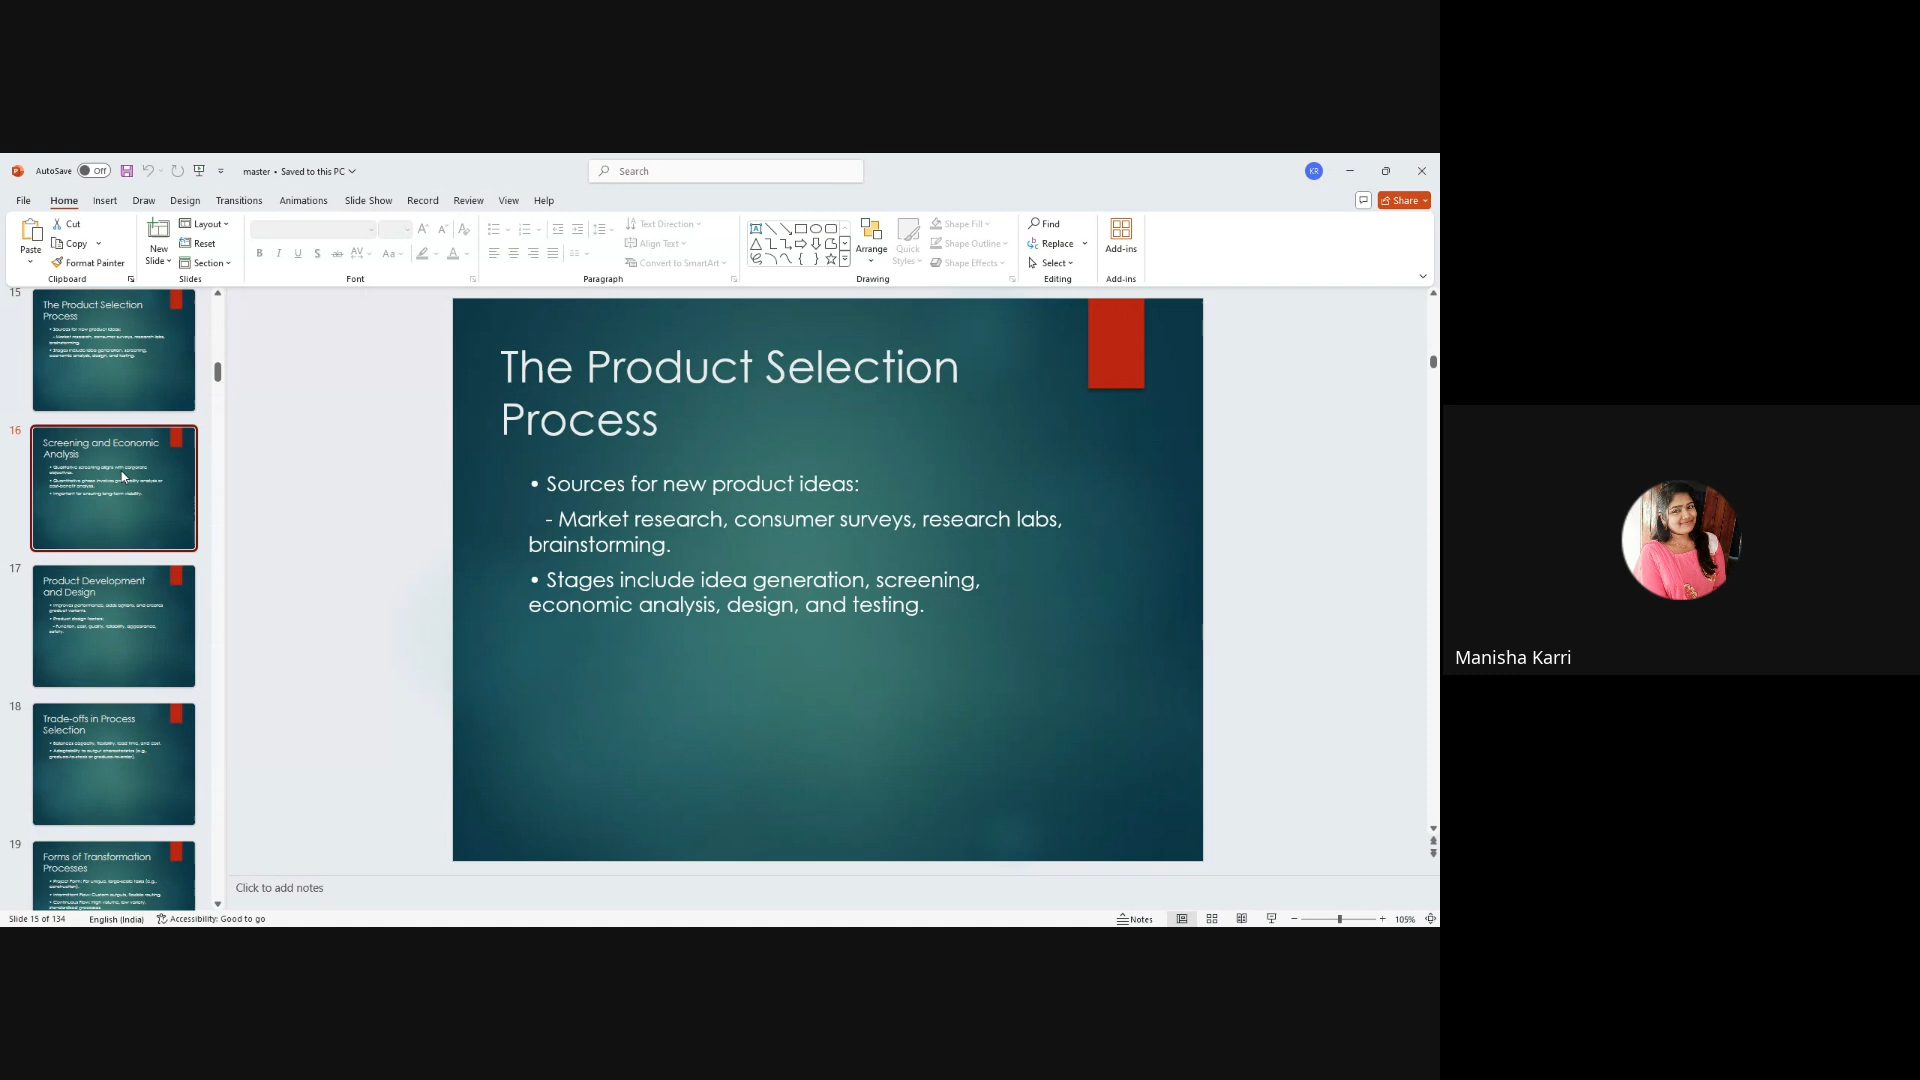 AutoSave Off
master • Saved to this PC
Search
KR
File Home Insert Draw Design Transitions Animations Slide Show Record Review View Help
Share
Paste
Cut
Copy
Format Painter
Clipboard
New Slide
Layout
Reset
Section
Slides
Font
Text Direction
Align Text
Convert to SmartArt
Paragraph
Arrange
Quick Styles
Shape Fill
Shape Outline
Shape Effects
Drawing
Find
Replace
Select
Editing
Add-ins
Add-ins
15
The Product Selection
Process
• Sources for new product ideas:
- Market research, consumer surveys, research labs,
brainstorming.
• Stages include idea generation, screening,
economic analysis, design, and testing.
16
Screening and Economic
Analysis
• Qualitative screening aligns with corporate
objectives.
• Quantitative phase involves
analysis or
cost-benefit analysis.
• Important for ensuring long-term viability.
17
Product Development
and Design
• Improves performance, adds options, and creates
product variants.
• Product design factors:
- Function, cost, quality, reliability, appearance,
safety.
18
Trade-offs in Process
Selection
• Balances capacity, flexibility, lead time, and cost.
• Adaptability to output characteristics (e.g.,
produce-to-stock or produce-to-order).
19
Forms of Transformation
Processes
• Project Form: For unique, large-scale tasks (e.g.,
construction).
• Intermittent Flow: Custom outputs, flexible routing.
• Continuous Flow: High volume, low variety,
standardized processes.
The Product Selection
Process
• Sources for new product ideas:
- Market research, consumer surveys, research labs,
brainstorming.
• Stages include idea generation, screening,
economic analysis, design, and testing.
Click to add notes
Slide 15 of 134 English (India) Accessibility: Good to go
Notes
105%
Manisha Karri